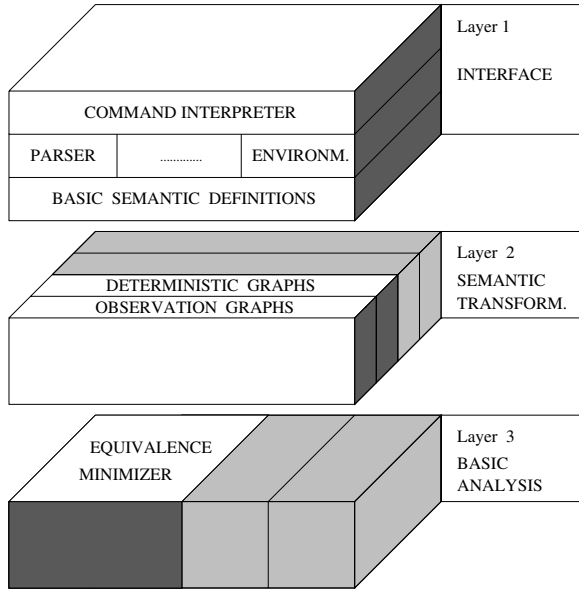 Layer 1
INTERFACE
COMMAND INTERPRETER
PARSER ............. ENVIRONM.
BASIC SEMANTIC DEFINITIONS
Layer 2
SEMANTIC
TRANSFORM.
DETERMINISTIC GRAPHS
OBSERVATION GRAPHS
Layer 3
BASIC
ANALYSIS
EQUIVALENCE
MINIMIZER